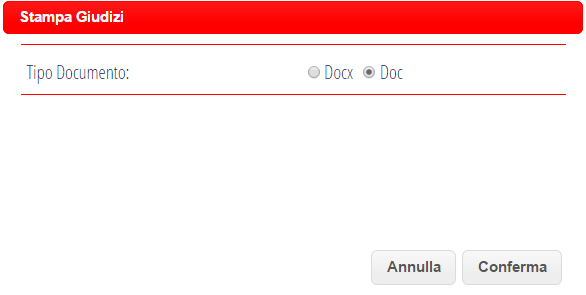 Stampa Giudizi
Tipo Documento: Docx Doc
Annulla Conferma